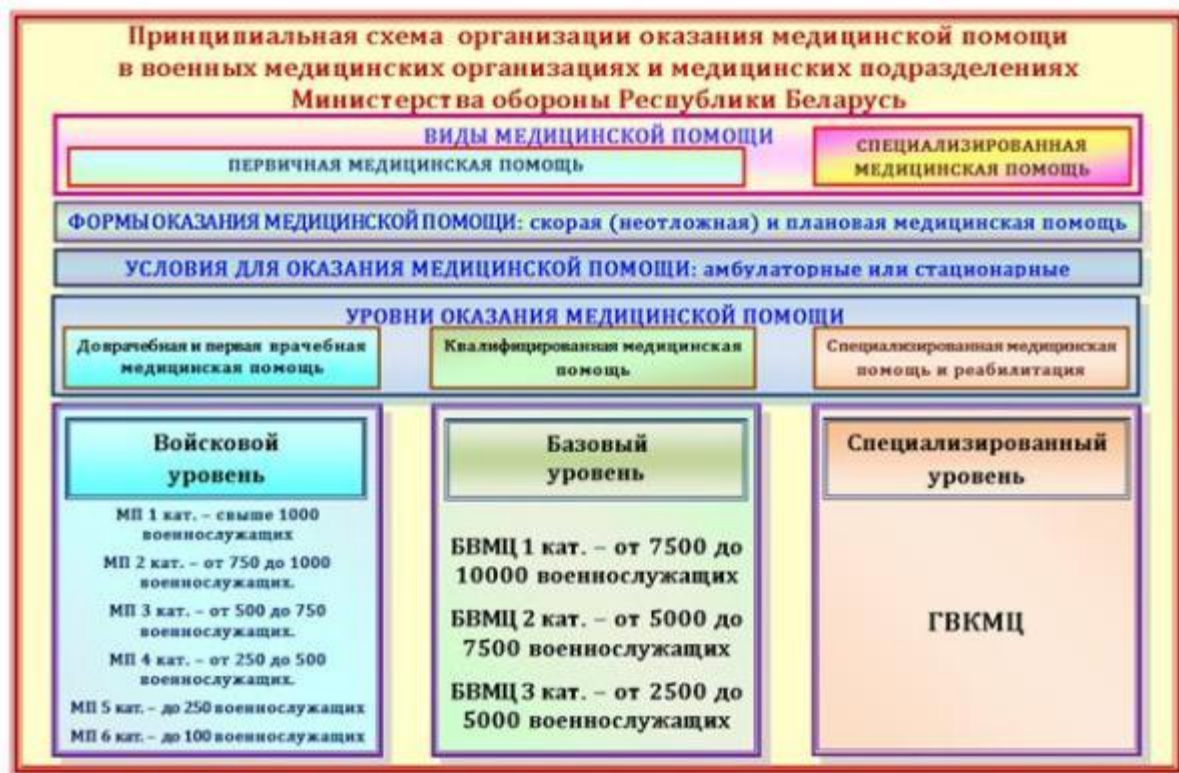 Принципиальная схема организации оказания медицинской помощи
в военных медицинских организациях и медицинских подразделениях
Министерства обороны Республики Беларусь
ВИДЫ МЕДИЦИНСКОЙ ПОМОЩИ
ПЕРВИЧНАЯ МЕДИЦИНСКАЯ ПОМОЩЬ
СПЕЦИАЛИЗИРОВАННАЯ
МЕДИЦИНСКАЯ ПОМОЩЬ
ФОРМЫ ОКАЗАНИЯ МЕДИЦИНСКОЙ ПОМОЩИ: скорая (неотложная) и плановая медицинская помощь
УСЛОВИЯ ДЛЯ ОКАЗАНИЯ МЕДИЦИНСКОЙ ПОМОЩИ: амбулаторные или стационарные
УРОВНИ ОКАЗАНИЯ МЕДИЦИНСКОЙ ПОМОЩИ
Доврачебная и первая врачебная
медицинская помощь
Квалифицированная медицинская
помощь
Специализированная медицинская
помощь и реабилитация
Войсковой
уровень
МП 1 кат. – свыше 1000
военнослужащих
МП 2 кат. – от 750 до 1000
военнослужащих.
МП 3 кат. – от 500 до 750
военнослужащих.
МП 4 кат. – от 250 до 500
военнослужащих.
МП 5 кат. – до 250 военнослужащих
МП 6 кат. – до 100 военнослужащих
Базовый
уровень
БВМЦ 1 кат. – от 7500 до
10000 военнослужащих
БВМЦ 2 кат. – от 5000 до
7500 военнослужащих
БВМЦ 3 кат. – от 2500 до
5000 военнослужащих
Специализированный
уровень
ГВКМЦ